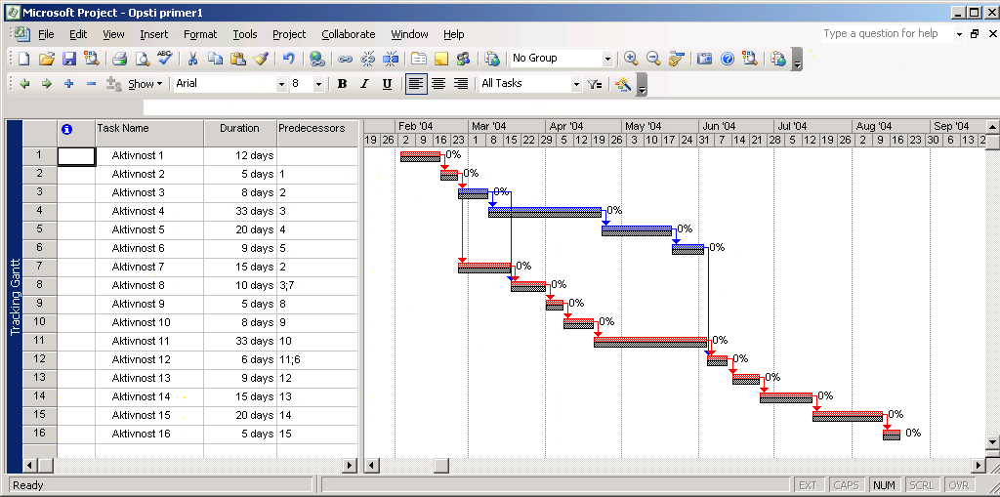 Microsoft Project - Opsti primer1
File Edit View Insert Format Tools Project Collaborate Window Help Type a question for help
No Group
Show Arial 8 B I U All Tasks
Task Name Duration Predecessors
Feb '04 Mar '04 Apr '04 May '04 Jun '04 Jul '04 Aug '04 Sep '04
19 26 2 9 16 23 1 8 15 22 29 5 12 19 26 3 10 17 24 31 7 14 21 28 5 12 19 26 2 9 16 23 30 6 13
1 Aktivnost 1 12 days 0%
2 Aktivnost 2 5 days 1 0%
3 Aktivnost 3 8 days 2 0%
4 Aktivnost 4 33 days 3 0%
5 Aktivnost 5 20 days 4 0%
6 Aktivnost 6 9 days 5 0%
7 Aktivnost 7 15 days 2 0%
8 Aktivnost 8 10 days 3;7 0%
9 Aktivnost 9 5 days 8 0%
10 Aktivnost 10 8 days 9 0%
11 Aktivnost 11 33 days 10 0%
12 Aktivnost 12 6 days 11;6 0%
13 Aktivnost 13 9 days 12 0%
14 Aktivnost 14 15 days 13 0%
15 Aktivnost 15 20 days 14 0%
16 Aktivnost 16 5 days 15 0%
Tracking Gantt
Ready EXT CAPS NUM SCRL OVR